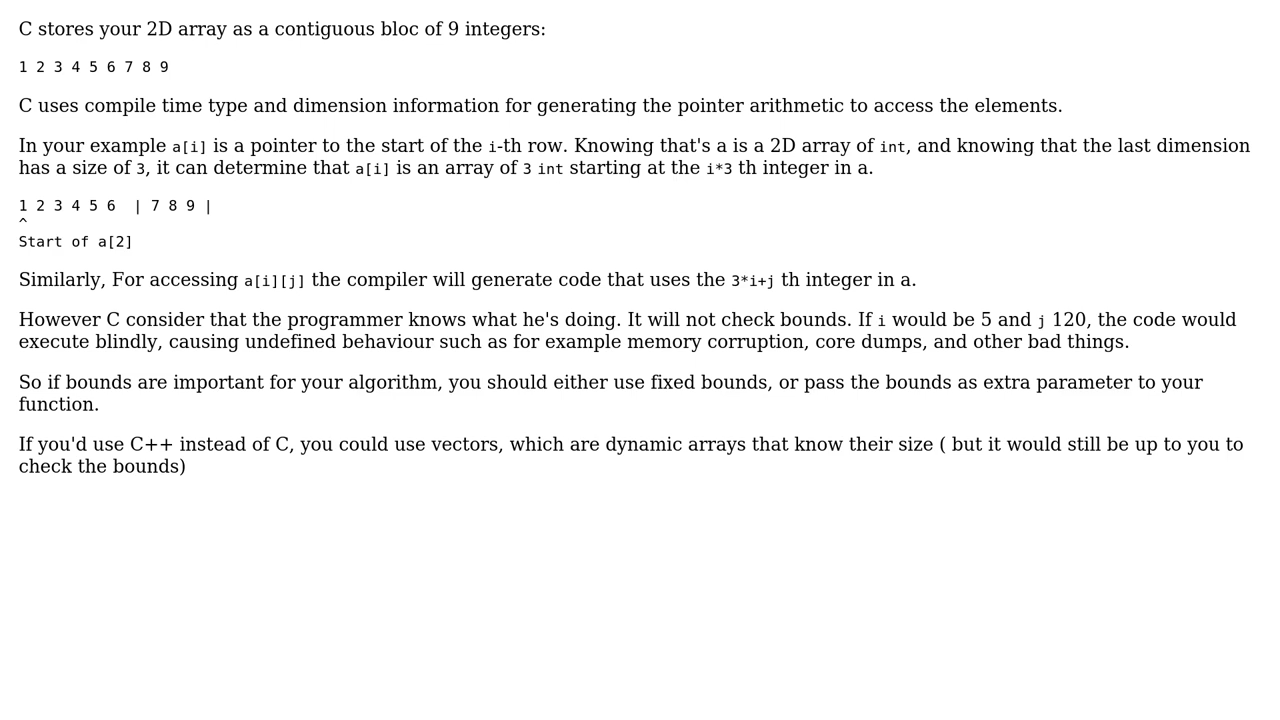 C stores your 2D array as a contiguous bloc of 9 integers:
1 2 3 4 5 6 7 8 9
C uses compile time type and dimension information for generating the pointer arithmetic to access the elements.
In your example a[i] is a pointer to the start of the i-th row. Knowing that's a is a 2D array of int, and knowing that the last dimension
has a size of 3, it can determine that a[i] is an array of 3 int starting at the i*3 th integer in a.
1 2 3 4 5 6  | 7 8 9 |
^
Start of a[2]
Similarly, For accessing a[i][j] the compiler will generate code that uses the 3*i+j th integer in a.
However C consider that the programmer knows what he's doing. It will not check bounds. If i would be 5 and j 120, the code would
execute blindly, causing undefined behaviour such as for example memory corruption, core dumps, and other bad things.
So if bounds are important for your algorithm, you should either use fixed bounds, or pass the bounds as extra parameter to your
function.
If you'd use C++ instead of C, you could use vectors, which are dynamic arrays that know their size ( but it would still be up to you to
check the bounds)